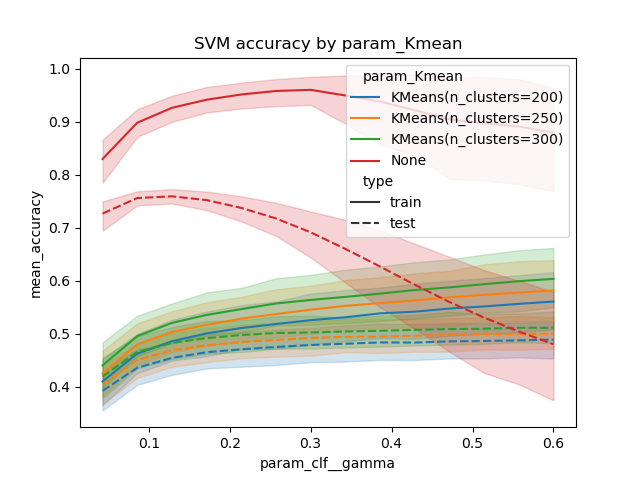 SVM accuracy by param_Kmean
mean_accuracy
1.0
0.9
0.8
0.7
0.6
0.5
0.4
param_Kmean
KMeans(n_clusters=200)
KMeans(n_clusters=250)
KMeans(n_clusters=300)
None
type
train
test
0.1
0.2
0.3
0.4
0.5
0.6
param_clf__gamma